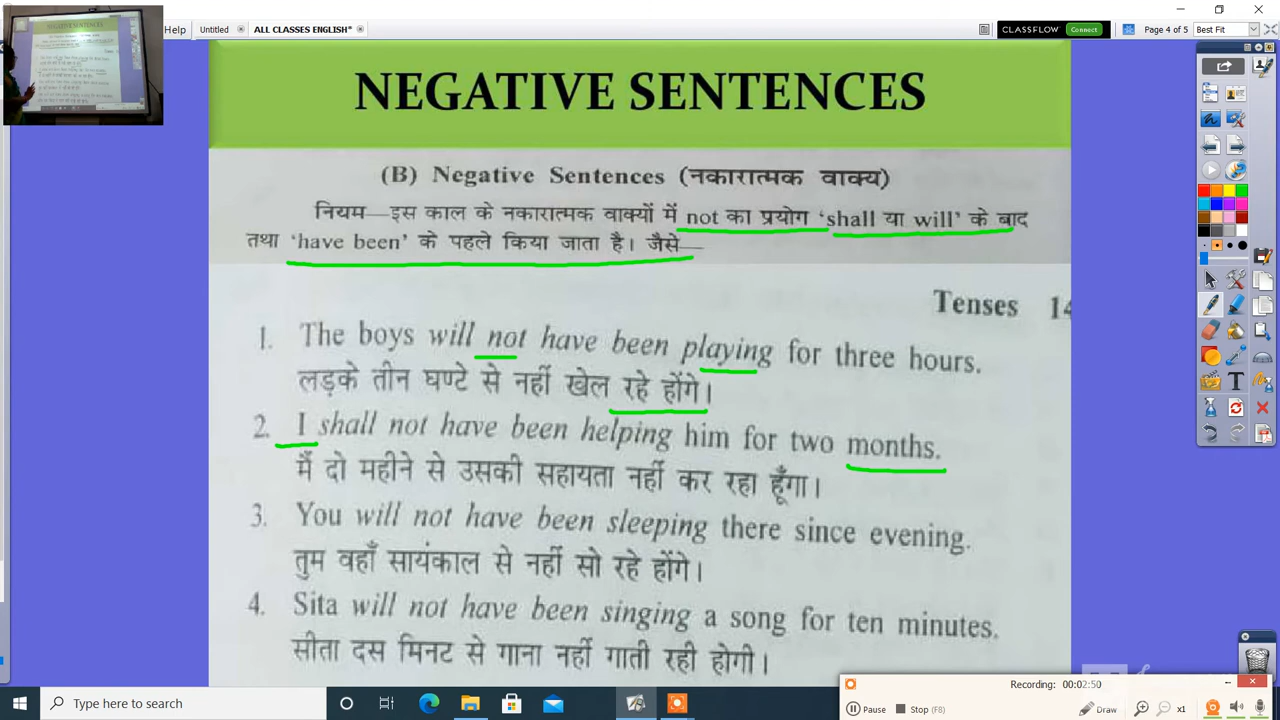 Help
Untitled
ALL CLASSES ENGLISH*
CLASSFLOW
Connect
Page 4 of 5
Best Fit
NEGATIVE SENTENCES
(B) Negative Sentences (नकारात्मक वाक्य)
नियम—इस काल के नकारात्मक वाक्यों में not का प्रयोग ‘shall या will’ के बाद
तथा ‘have been’ के पहले किया जाता है। जैसे—
Tenses 14
1. The boys will not have been playing for three hours.
लड़के तीन घण्टे से नहीं खेल रहे होंगे।
2. I shall not have been helping him for two months.
मैं दो महीने से उसकी सहायता नहीं कर रहा हूँगा।
3. You will not have been sleeping there since evening.
तुम वहाँ सायंकाल से नहीं सो रहे होंगे।
4. Sita will not have been singing a song for ten minutes.
सीता दस मिनट से गाना नहीं गाती रही होगी।
Recording: 00:02:50
Pause
Stop (F8)
Draw
x1
Type here to search